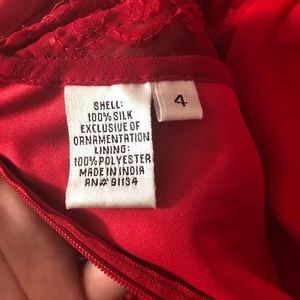 4
SHELL:
100% SILK
EXCLUSIVE OF
ORNAMENTATION
LINING:
100% POLYESTER
MADE IN INDIA
RN# 91134